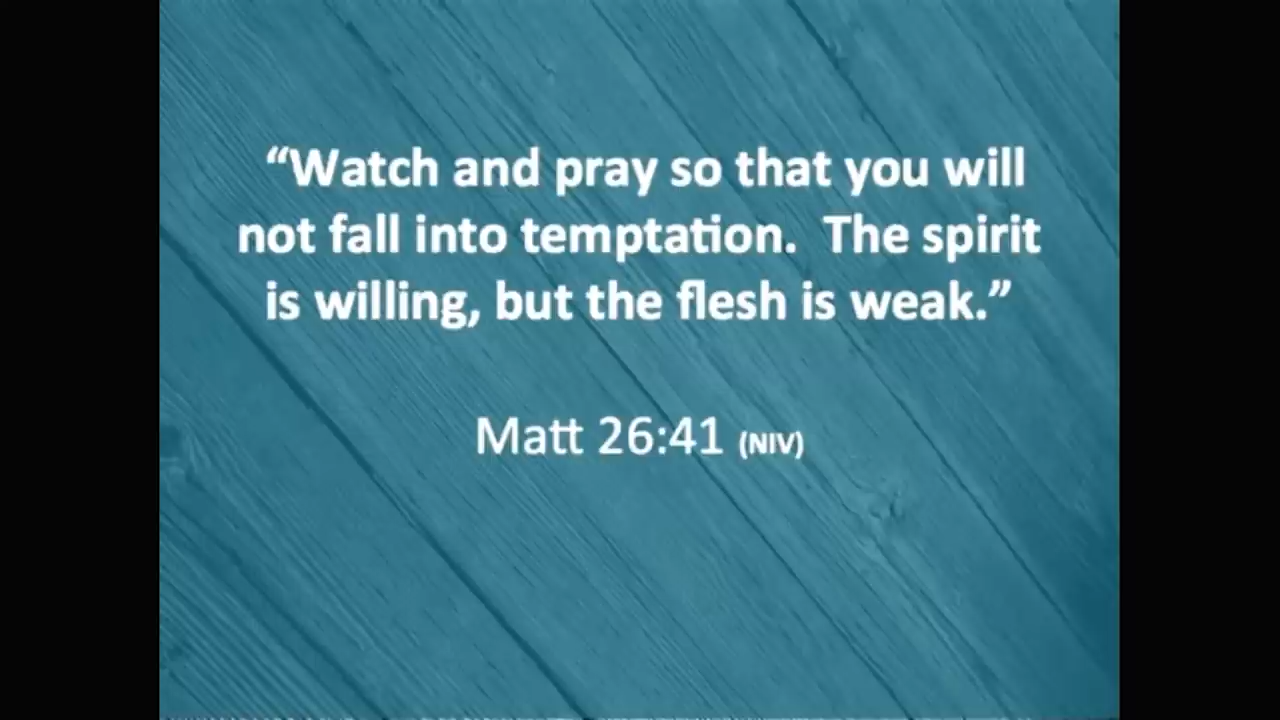 “Watch and pray so that you will
not fall into temptation.  The spirit
is willing, but the flesh is weak.”
Matt 26:41 (NIV)